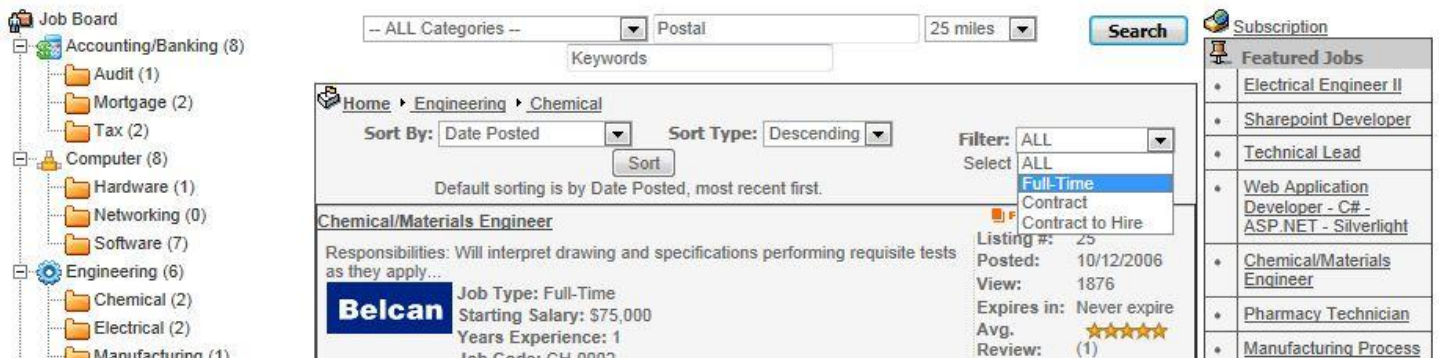 Job Board
Accounting/Banking (8)
Audit (1)
Mortgage (2)
Tax (2)
Computer (8)
Hardware (1)
Networking (0)
Software (7)
Engineering (6)
Chemical (2)
Electrical (2)
Manufacturing (1)
-- ALL Categories --
Postal
25 miles
Search
Keywords
Home Engineering Chemical
Sort By: Date Posted
Sort Type: Descending
Sort
Default sorting is by Date Posted, most recent first.
Filter: ALL
Select ALL
Full-Time
Contract
Contract to Hire
Chemical/Materials Engineer
Responsibilities: Will interpret drawing and specifications performing requisite tests
as they apply...
Belcan
Job Type: Full-Time
Starting Salary: $75,000
Years Experience: 1
Job Code: CH-0002
Listing #: 25
Posted: 10/12/2006
View: 1876
Expires in: Never expire
Avg.
Review: (1)
Subscription
Featured Jobs
Electrical Engineer II
Sharepoint Developer
Technical Lead
Web Application
Developer - C# -
ASP.NET - Silverlight
Chemical/Materials
Engineer
Pharmacy Technician
Manufacturing Process